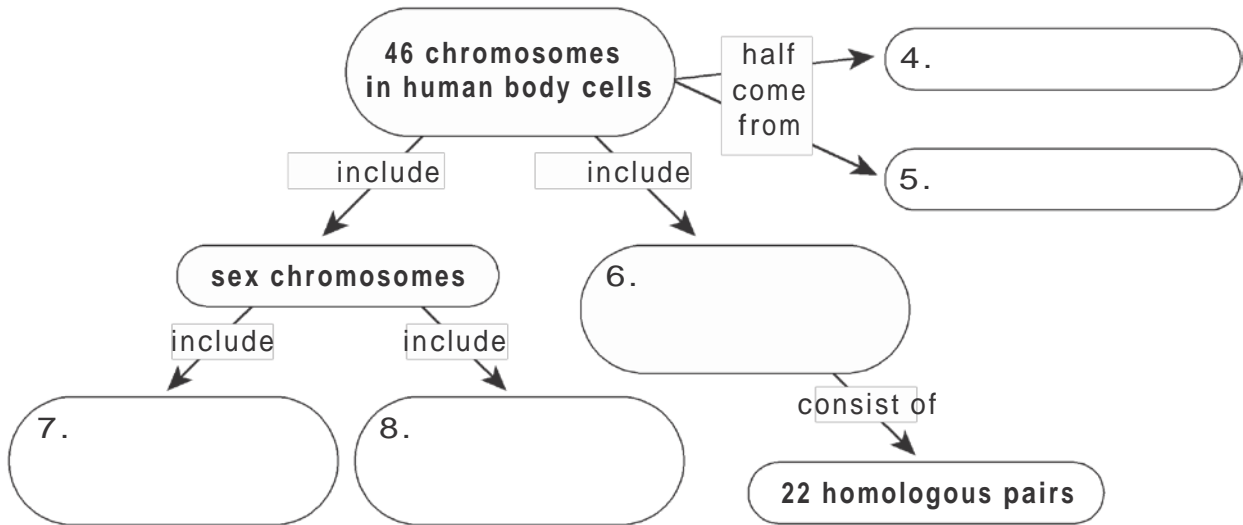 46 chromosomes
in human body cells
half
come
from
4.
5.
include
include
sex chromosomes
6.
include
include
consist of
7.
8.
22 homologous pairs